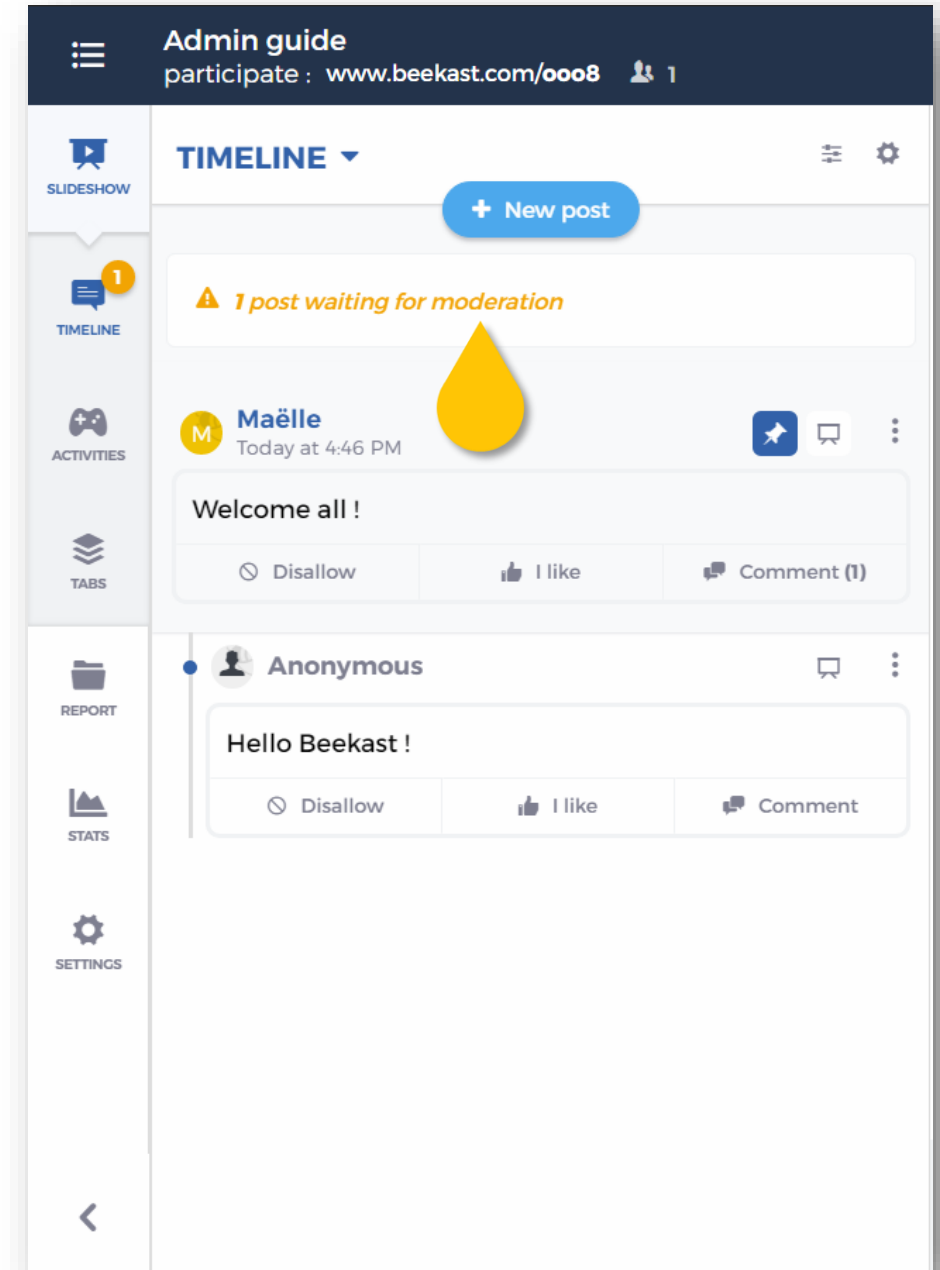 Admin guide
participate : www.beekast.com/ooo8 1
SLIDESHOW
TIMELINE
+ New post
1
TIMELINE
1 post waiting for moderation
ACTIVITIES
M
Maëlle
Today at 4:46 PM
Welcome all !
Disallow I like Comment (1)
TABS
Anonymous
REPORT
Hello Beekast !
Disallow I like Comment
STATS
SETTINGS